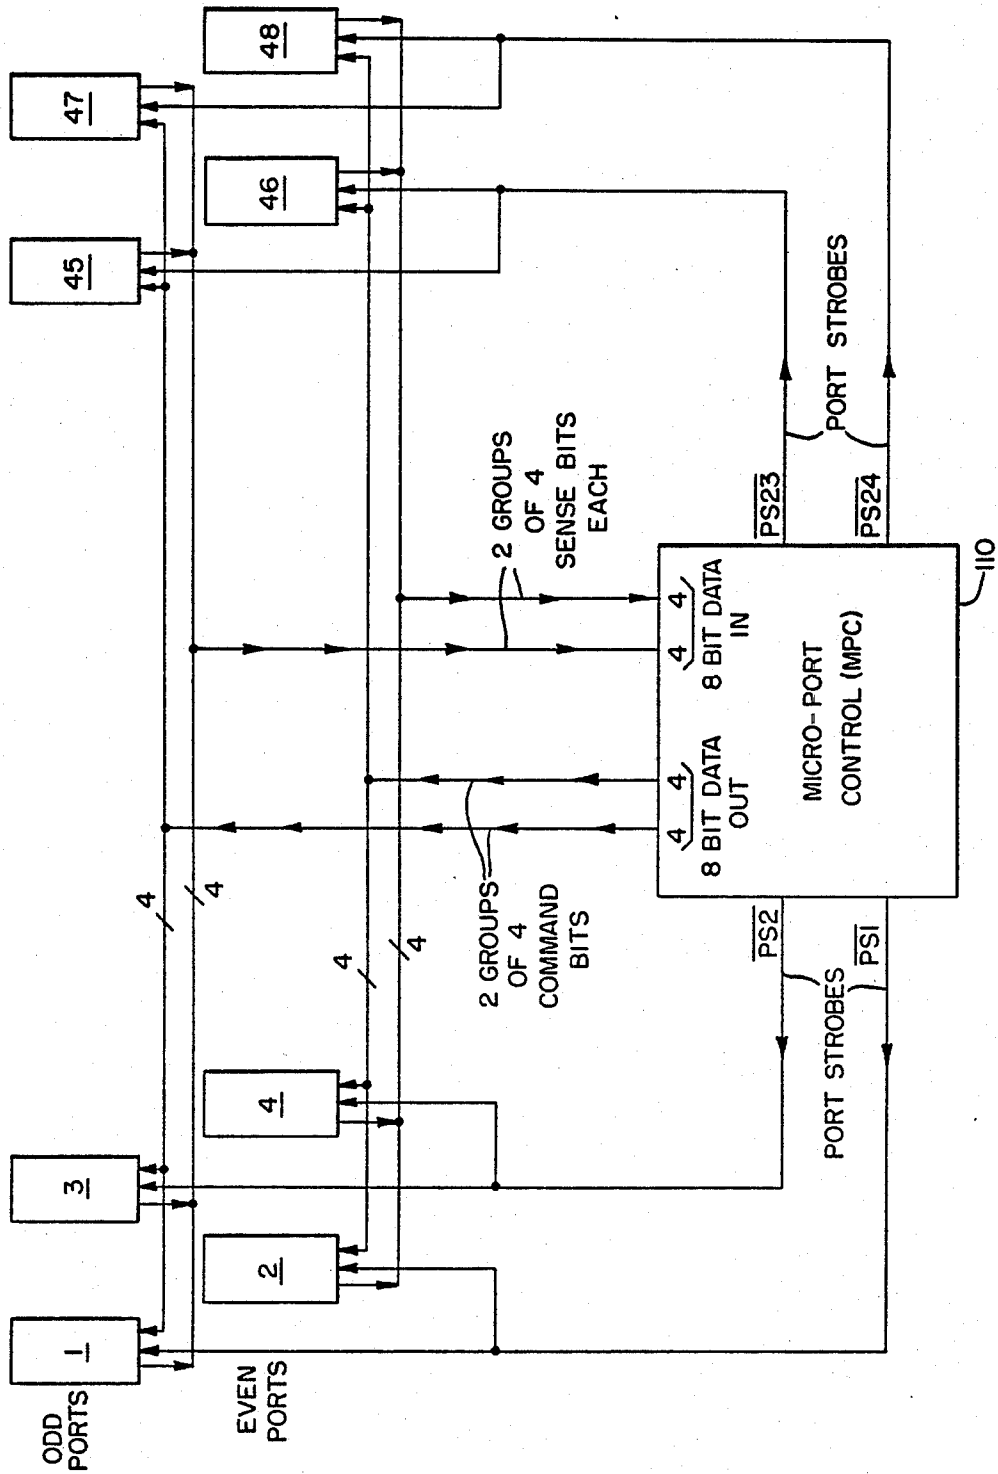 ODD
PORTS
1
3
45
47
EVEN
PORTS
2
4
46
48
4
4
4
4
2 GROUPS
OF 4
COMMAND
BITS
2 GROUPS
OF 4
SENSE BITS
EACH
4 4
8 BIT DATA
OUT
4 4
8 BIT DATA
IN
MICRO-PORT
CONTROL (MPC)
110
PS2
PS1
PORT STROBES
PS23
PS24
PORT STROBES